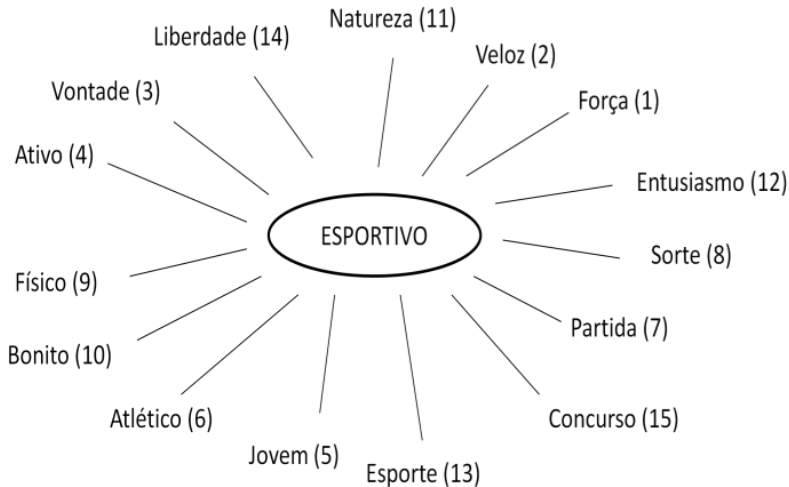 Natureza (11)
Liberdade (14)
Veloz (2)
Vontade (3)
Força (1)
Ativo (4)
Entusiasmo (12)
ESPORTIVO
Sorte (8)
Físico (9)
Partida (7)
Bonito (10)
Atlético (6)
Concurso (15)
Jovem (5)
Esporte (13)